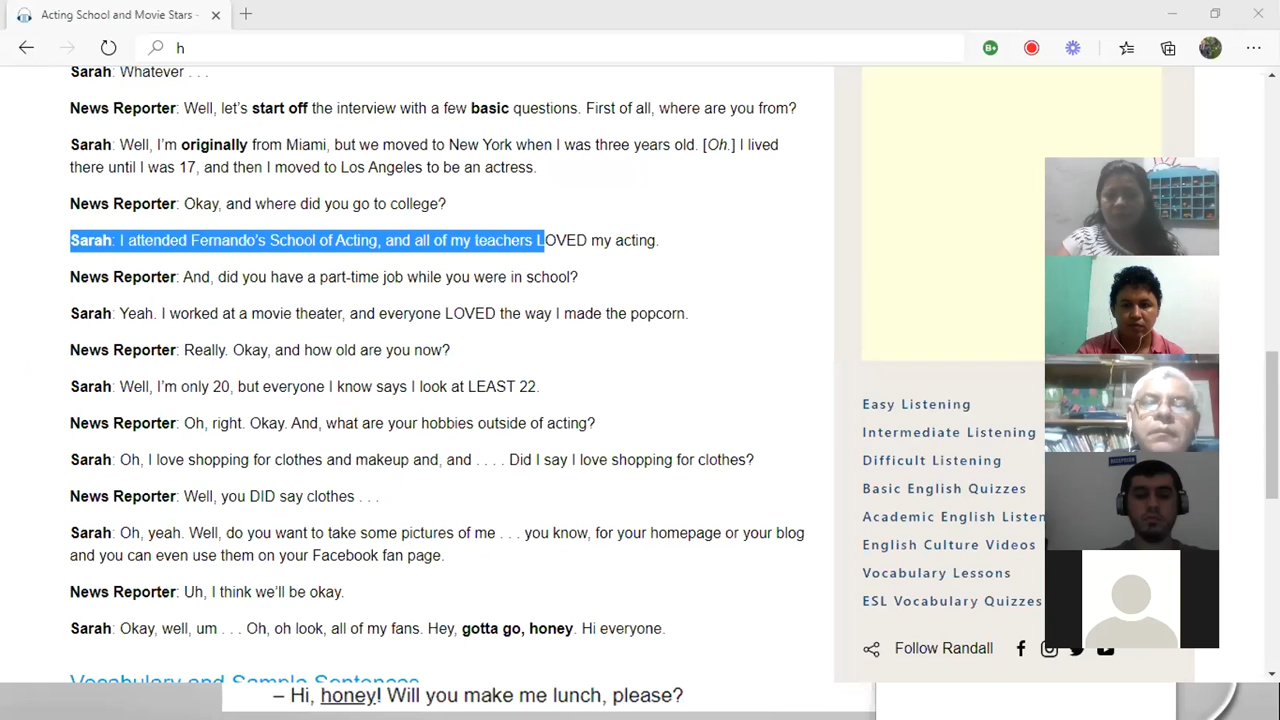 Acting School and Movie Stars -
h
Sarah: Whatever . . .
News Reporter: Well, let's start off the interview with a few basic questions. First of all, where are you from?
Sarah: Well, I'm originally from Miami, but we moved to New York when I was three years old. [Oh.] I lived
there until I was 17, and then I moved to Los Angeles to be an actress.
News Reporter: Okay, and where did you go to college?
Sarah: I attended Fernando's School of Acting, and all of my teachers LOVED my acting.
News Reporter: And, did you have a part-time job while you were in school?
Sarah: Yeah. I worked at a movie theater, and everyone LOVED the way I made the popcorn.
News Reporter: Really. Okay, and how old are you now?
Sarah: Well, I'm only 20, but everyone I know says I look at LEAST 22.
News Reporter: Oh, right. Okay. And, what are your hobbies outside of acting?
Sarah: Oh, I love shopping for clothes and makeup and, and . . . . Did I say I love shopping for clothes?
News Reporter: Well, you DID say clothes . . .
Sarah: Oh, yeah. Well, do you want to take some pictures of me . . . you know, for your homepage or your blog
and you can even use them on your Facebook fan page.
News Reporter: Uh, I think we'll be okay.
Sarah: Okay, well, um . . . Oh, oh look, all of my fans. Hey, gotta go, honey. Hi everyone.
Vocabulary and Sample Sentences
– Hi, honey! Will you make me lunch, please?
Easy Listening
Intermediate Listening
Difficult Listening
Basic English Quizzes
Academic English Listen
English Culture Videos
Vocabulary Lessons
ESL Vocabulary Quizzes
Follow Randall